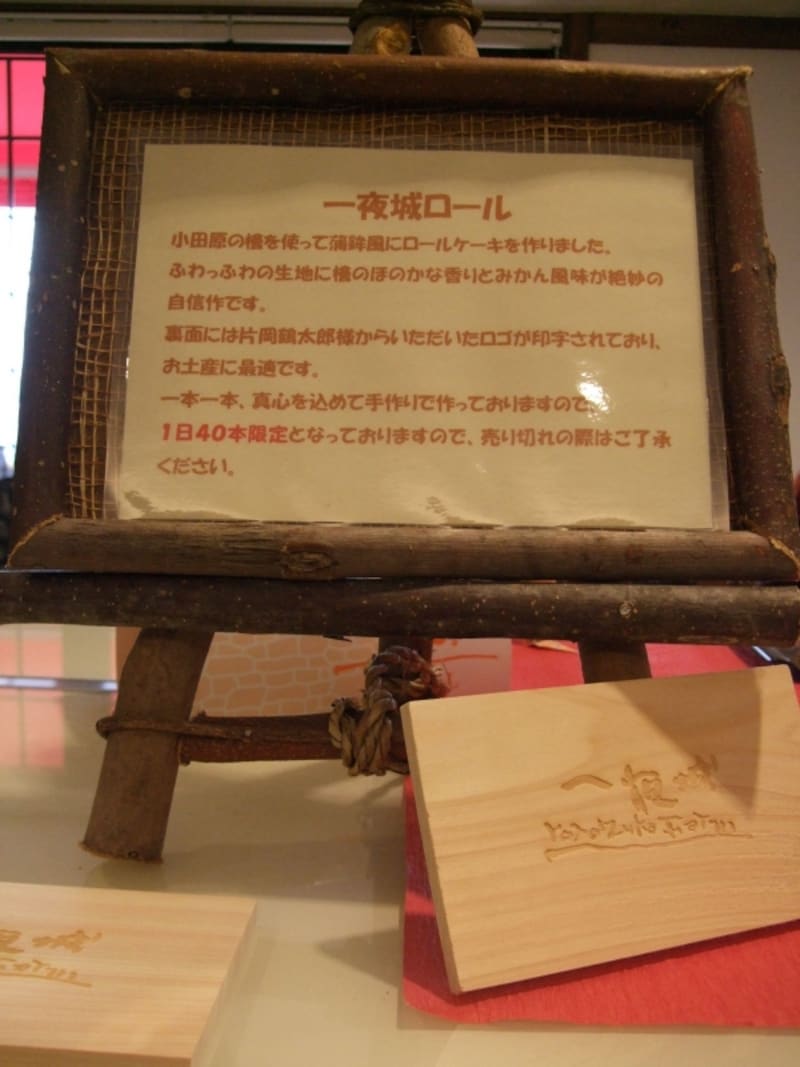 一夜城ロール
小田原の檜を使って蒲鉾風にロールケーキを作りました。
ふわっふわの生地に檜のほのかな香りとみかん風味が絶妙の
自信作です。
裏面には片岡鶴太郎様からいただいたロゴが印字されており、
お土産に最適です。
一本一本、真心を込めて手作りで作っておりますので、
1日40本限定となっておりますので、売り切れの際はご了承
ください。
一夜城
Yoroizuka Farm
夜城